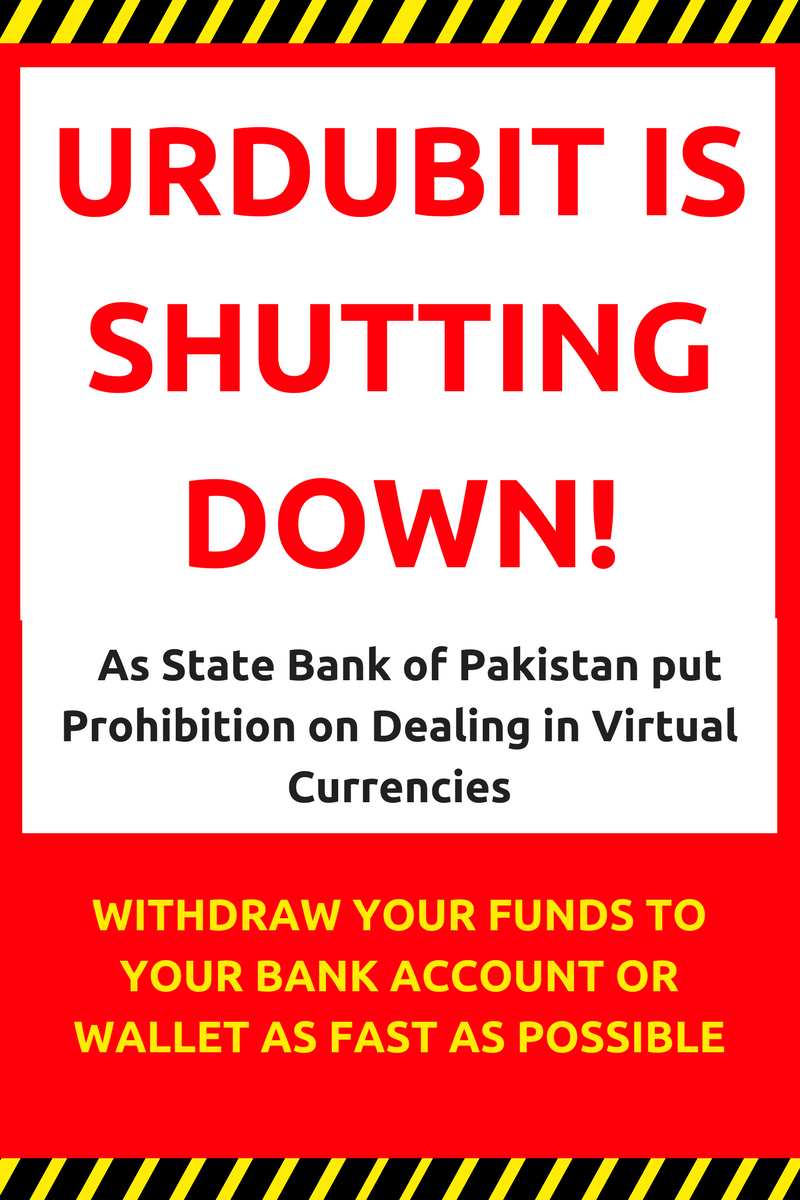 URDUBIT IS
SHUTTING
DOWN!
As State Bank of Pakistan put
Prohibition on Dealing in Virtual
Currencies
WITHDRAW YOUR FUNDS TO
YOUR BANK ACCOUNT OR
WALLET AS FAST AS POSSIBLE